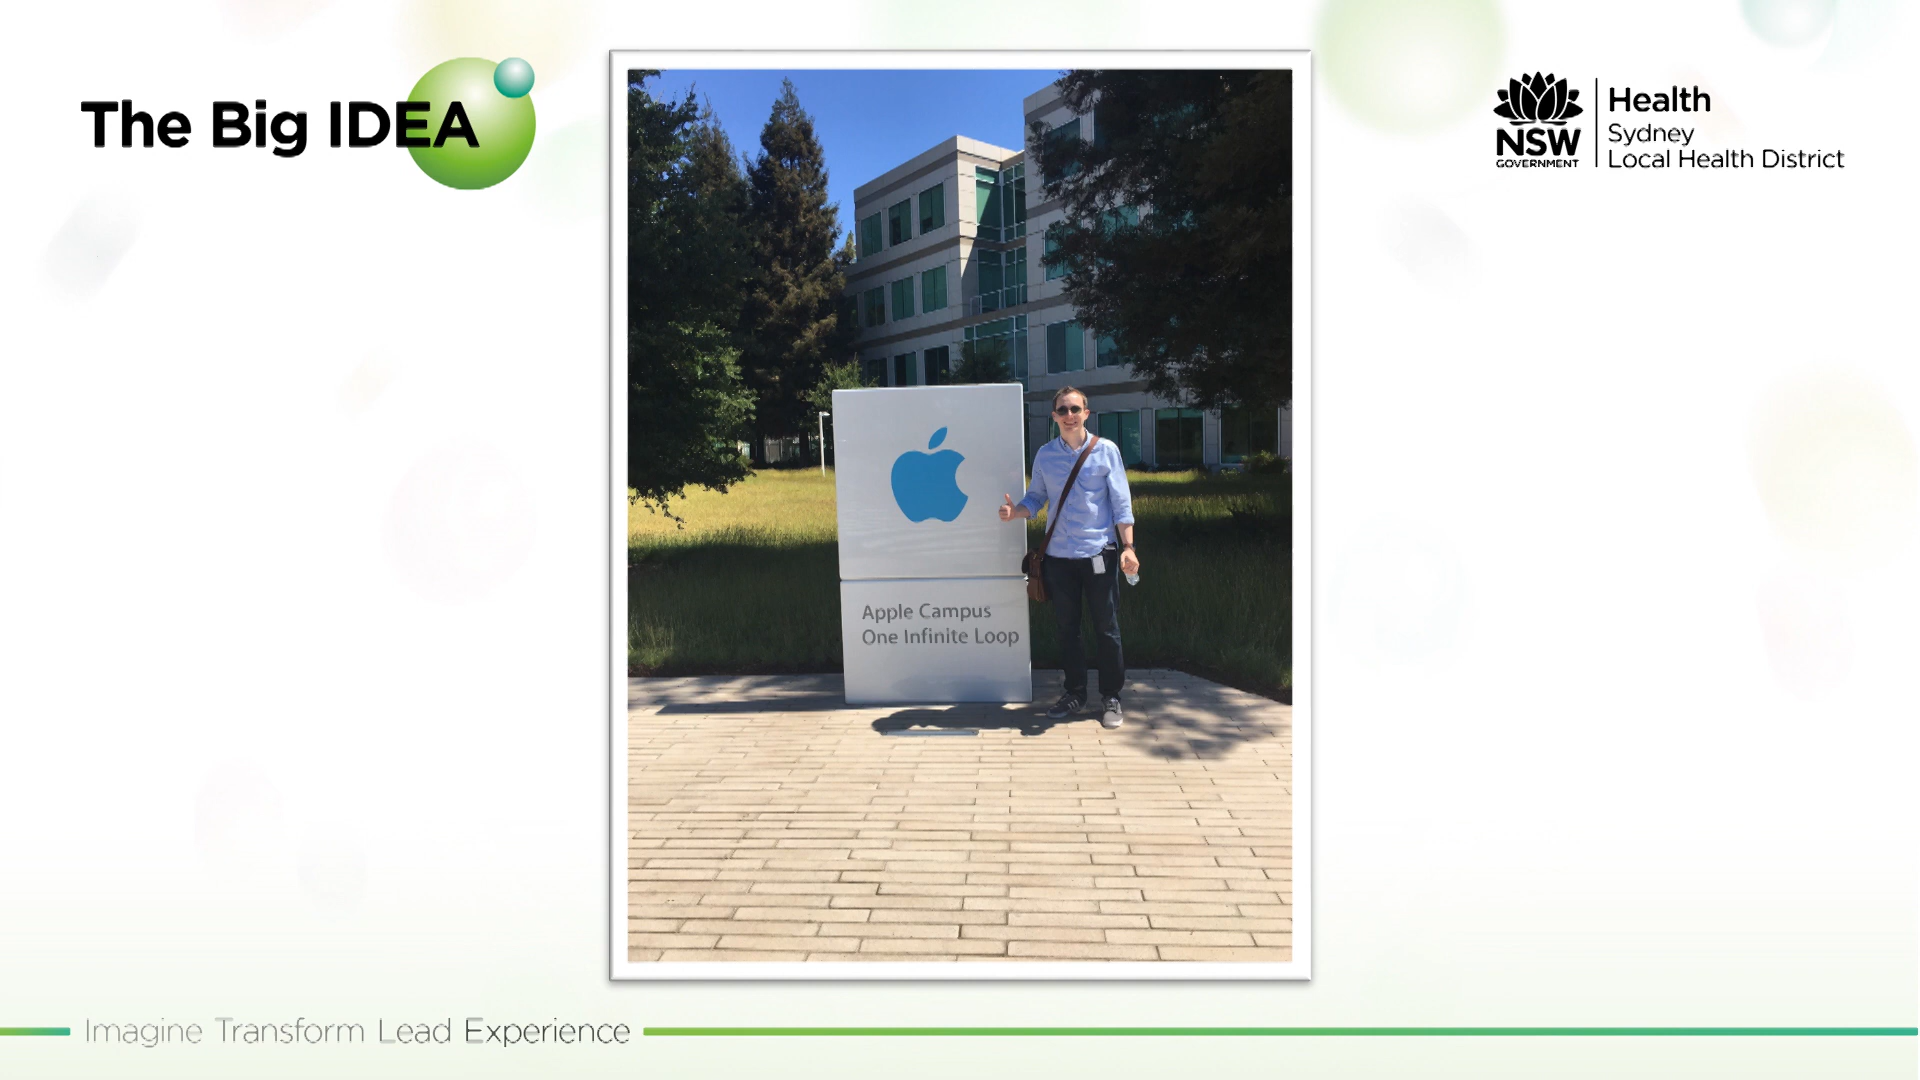 The Big IDEA
NSW
GOVERNMENT
Health
Sydney
Local Health District
Apple Campus
One Infinite Loop
Imagine Transform Lead Experience